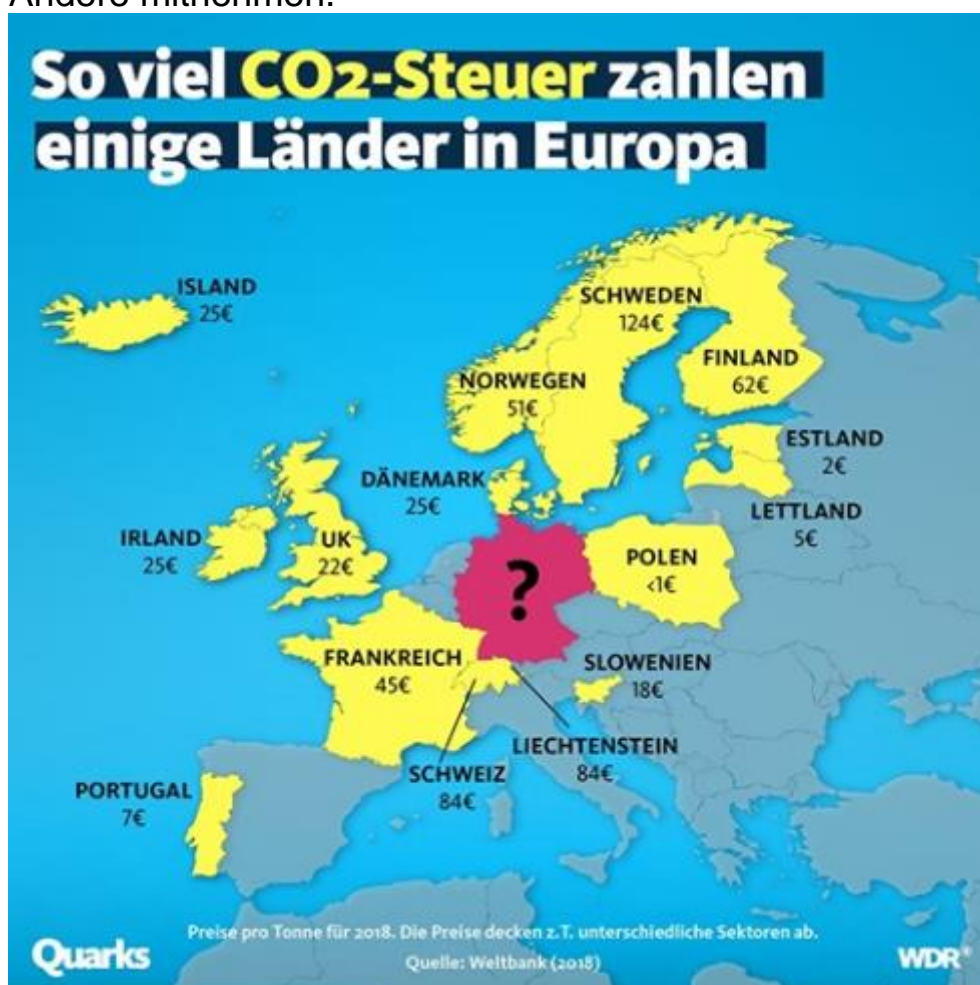 Andere mitnehmen.
So viel CO2-Steuer zahlen
einige Länder in Europa
ISLAND
25€
SCHWEDEN
124€
FINLAND
62€
NORWEGEN
51€
ESTLAND
2€
DÄNEMARK
25€
LETTLAND
5€
IRLAND
25€
UK
22€
POLEN
<1€
?
FRANKREICH
45€
SLOWENIEN
18€
LIECHTENSTEIN
84€
SCHWEIZ
84€
PORTUGAL
7€
Preise pro Tonne für 2018. Die Preise decken z.T. unterschiedliche Sektoren ab.
Quelle: Weltbank (2018)
Quarks
WDR®